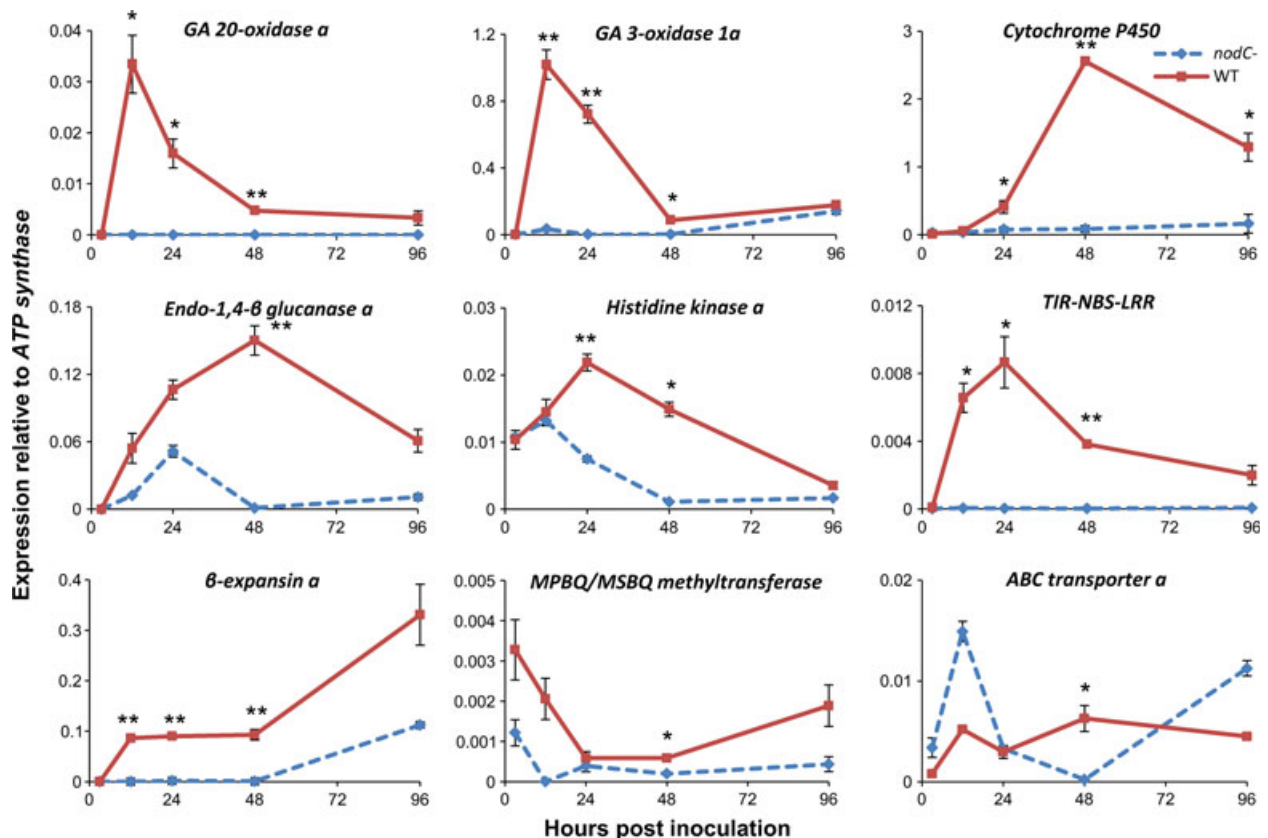 GA 20-oxidase a
*
0.04
0.03
0.02
0.01
0
*
**
0 24 48 72 96
GA 3-oxidase 1a
**
1.2
0.8
0.4
0
**
*
0 24 48 72 96
Cytochrome P450
**
nodC-
WT
3
2
1
0
*
*
0 24 48 72 96
Expression relative to ATP synthase
Endo-1,4-β glucanase a
**
0.18
0.12
0.06
0
0 24 48 72 96
Histidine kinase a
**
*
0.03
0.02
0.01
0
0 24 48 72 96
TIR-NBS-LRR
*
*
**
0.012
0.008
0.004
0
0 24 48 72 96
β-expansin a
0.4
0.3
0.2
0.1
0
** ** **
0 24 48 72 96
MPBQ/MSBQ methyltransferase
0.005
0.004
0.003
0.002
0.001
0
*
0 24 48 72 96
ABC transporter a
0.02
0.01
0
*
0 24 48 72 96
Hours post inoculation